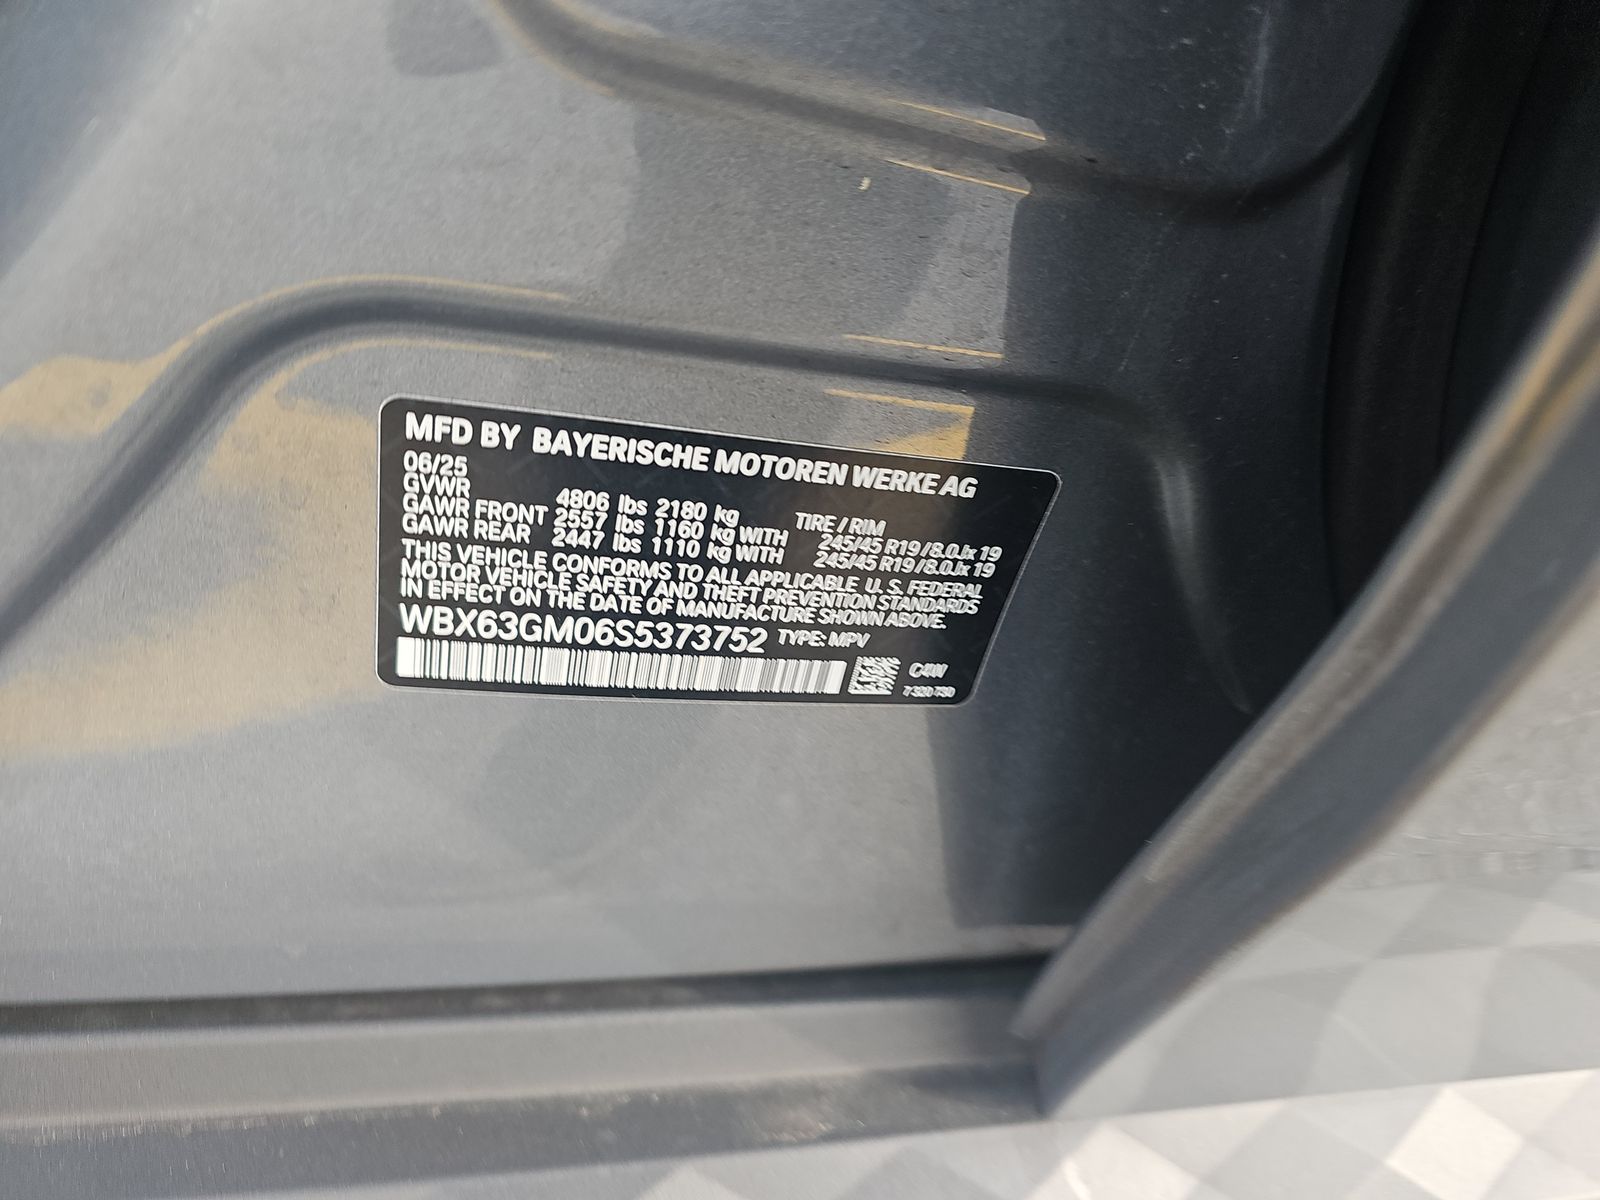 MFD BY BAYERISCHE MOTOREN WERKE AG
06/25
GVWR 4806 lbs 2180 kg TIRE / RIM
GAWR FRONT 2557 lbs 1160 kg WITH 245/45 R19/8.0Jx19
GAWR REAR 2447 lbs 1110 kg WITH 245/45 R19/8.0Jx19
THIS VEHICLE CONFORMS TO ALL APPLICABLE U. S. FEDERAL
MOTOR VEHICLE SAFETY AND THEFT PREVENTION STANDARDS
IN EFFECT ON THE DATE OF MANUFACTURE SHOWN ABOVE.
WBX63GM06S5373752 TYPE: MPV
C4W